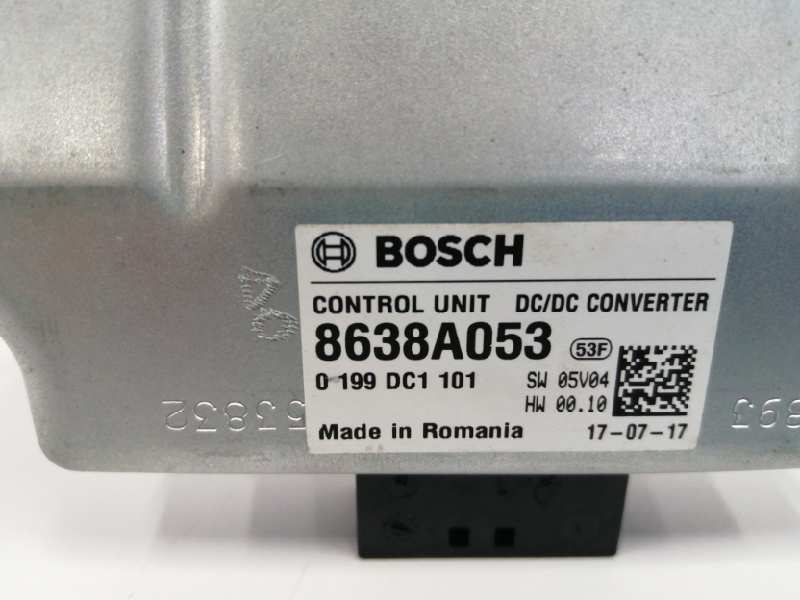 BOSCH
CONTROL UNIT DC/DC CONVERTER
8638A053 53F
0 199 DC1 101 SW 05V04
HW 00.10
Made in Romania 17-07-17
53832